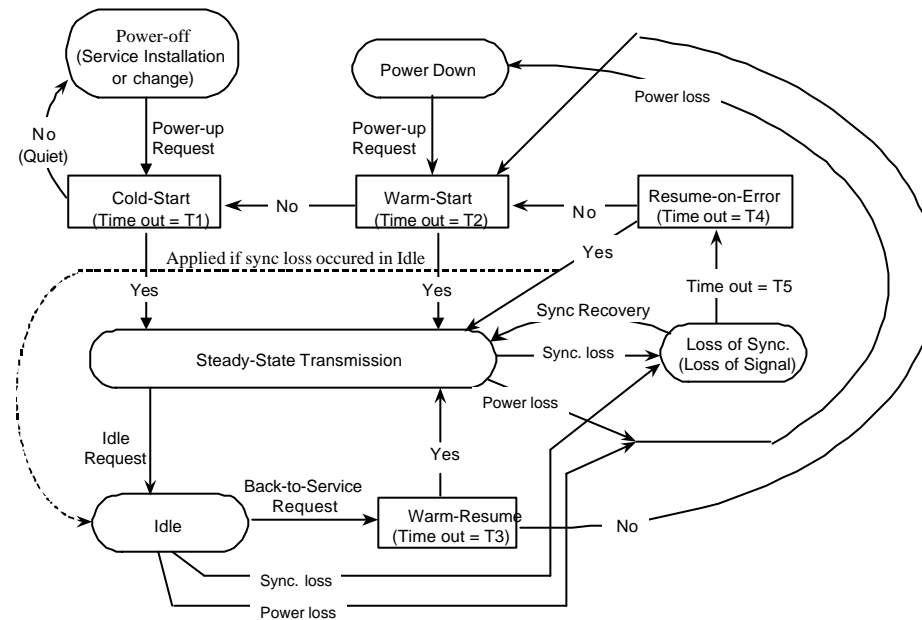 Power-off
(Service Installation
or change)
Power Down
Power loss
No
(Quiet)
Power-up
Request
Power-up
Request
Cold-Start
(Time out = T1)
No
Warm-Start
(Time out = T2)
No
Resume-on-Error
(Time out = T4)
Applied if sync loss occured in Idle
Yes
Yes
Yes
Time out = T5
Sync Recovery
Steady-State Transmission
Sync. loss
Loss of Sync.
(Loss of Signal)
Power loss
Idle
Request
Yes
Back-to-Service
Request
Idle
Warm-Resume
(Time out = T3)
No
Sync. loss
Power loss